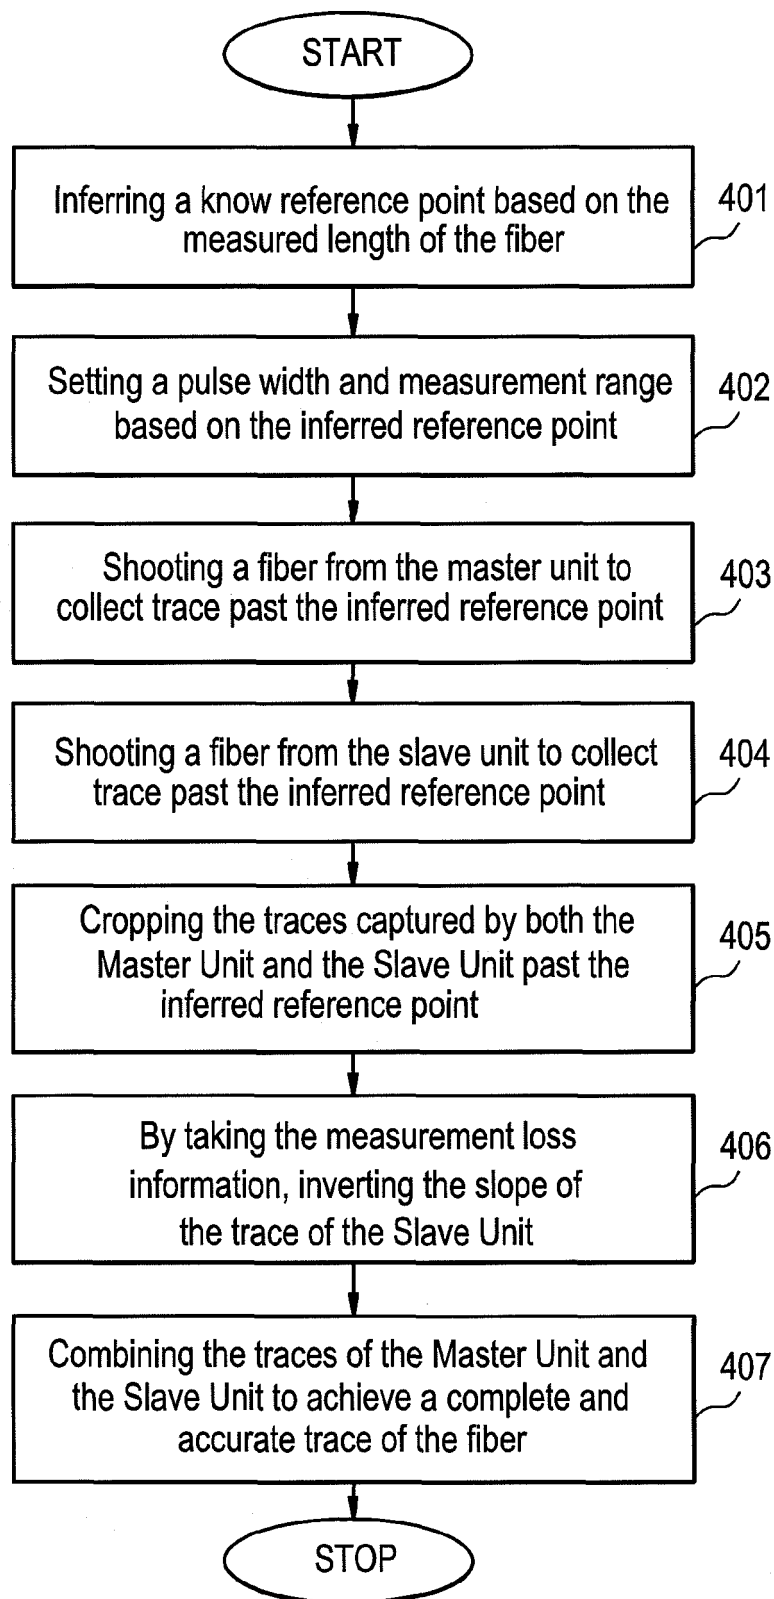 START
Inferring a know reference point based on the
measured length of the fiber
401
Setting a pulse width and measurement range
based on the inferred reference point
402
Shooting a fiber from the master unit to
collect trace past the inferred reference point
403
Shooting a fiber from the slave unit to collect
trace past the inferred reference point
404
Cropping the traces captured by both the
Master Unit and the Slave Unit past the
inferred reference point
405
By taking the measurement loss
information, inverting the slope of
the trace of the Slave Unit
406
Combining the traces of the Master Unit and
the Slave Unit to achieve a complete and
accurate trace of the fiber
407
STOP